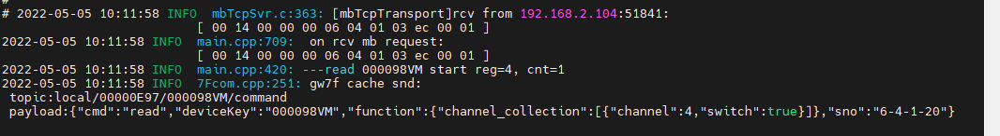 #
# 2022-05-05 10:11:58 INFO  mbTcpSvr.c:363: [mbTcpTransport]rcv from 192.168.2.104:51841:
[ 00 14 00 00 00 06 04 01 03 ec 00 01 ]
2022-05-05 10:11:58 INFO  main.cpp:709:  on rcv mb request:
[ 00 14 00 00 00 06 04 01 03 ec 00 01 ]
2022-05-05 10:11:58 INFO  main.cpp:420: ---read 000098VM start reg=4, cnt=1
2022-05-05 10:11:58 INFO  7Fcom.cpp:251: gw7f cache snd:
topic:local/00000E97/000098VM/command
payload:{"cmd":"read","deviceKey":"000098VM","function":{"channel_collection":[{"channel":4,"switch":true}]},"sno":"6-4-1-20"}